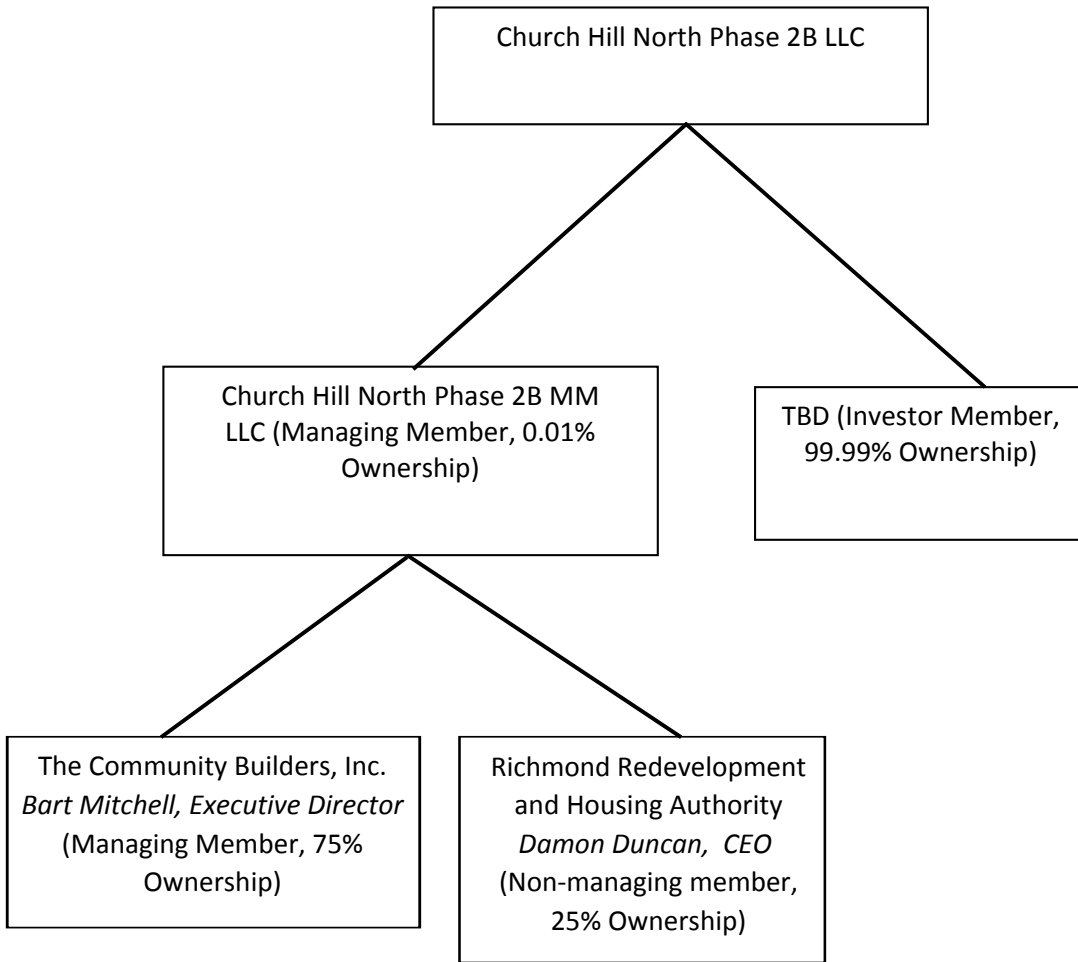 Church Hill North Phase 2B LLC
Church Hill North Phase 2B MM
LLC (Managing Member, 0.01%
Ownership)
TBD (Investor Member,
99.99% Ownership)
The Community Builders, Inc.
Bart Mitchell, Executive Director
(Managing Member, 75%
Ownership)
Richmond Redevelopment
and Housing Authority
Damon Duncan, CEO
(Non-managing member,
25% Ownership)